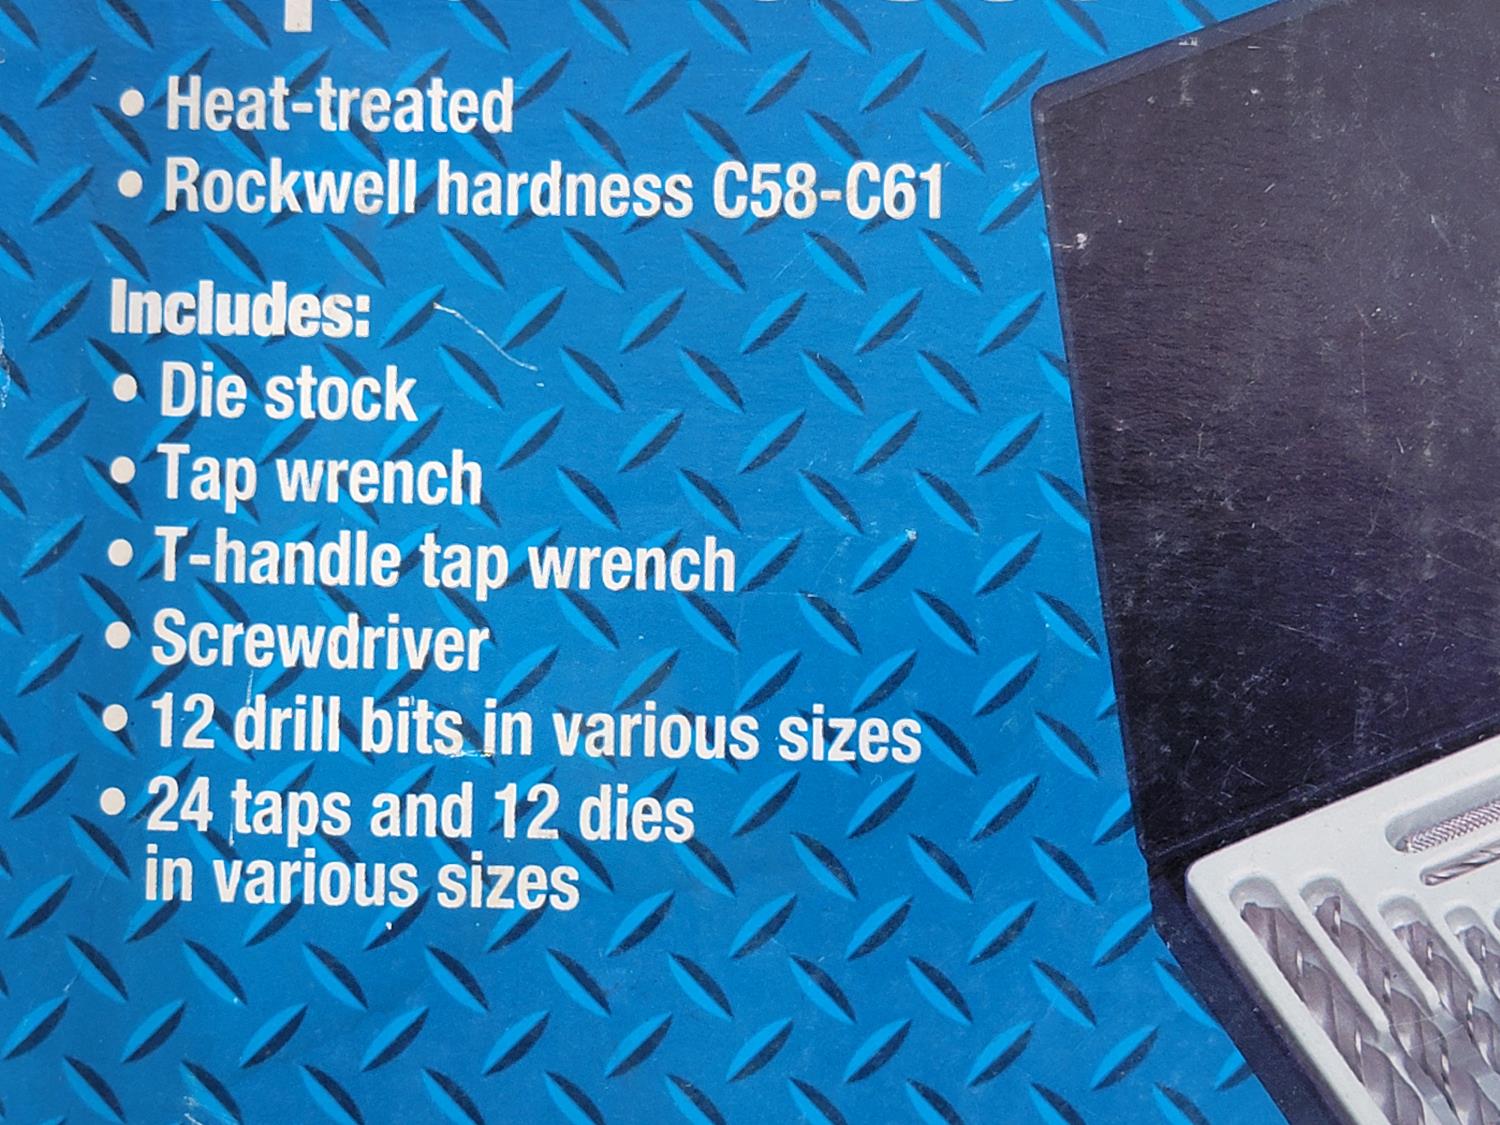 • Heat-treated
• Rockwell hardness C58-C61
Includes:
• Die stock
• Tap wrench
• T-handle tap wrench
• Screwdriver
• 12 drill bits in various sizes
• 24 taps and 12 dies
in various sizes